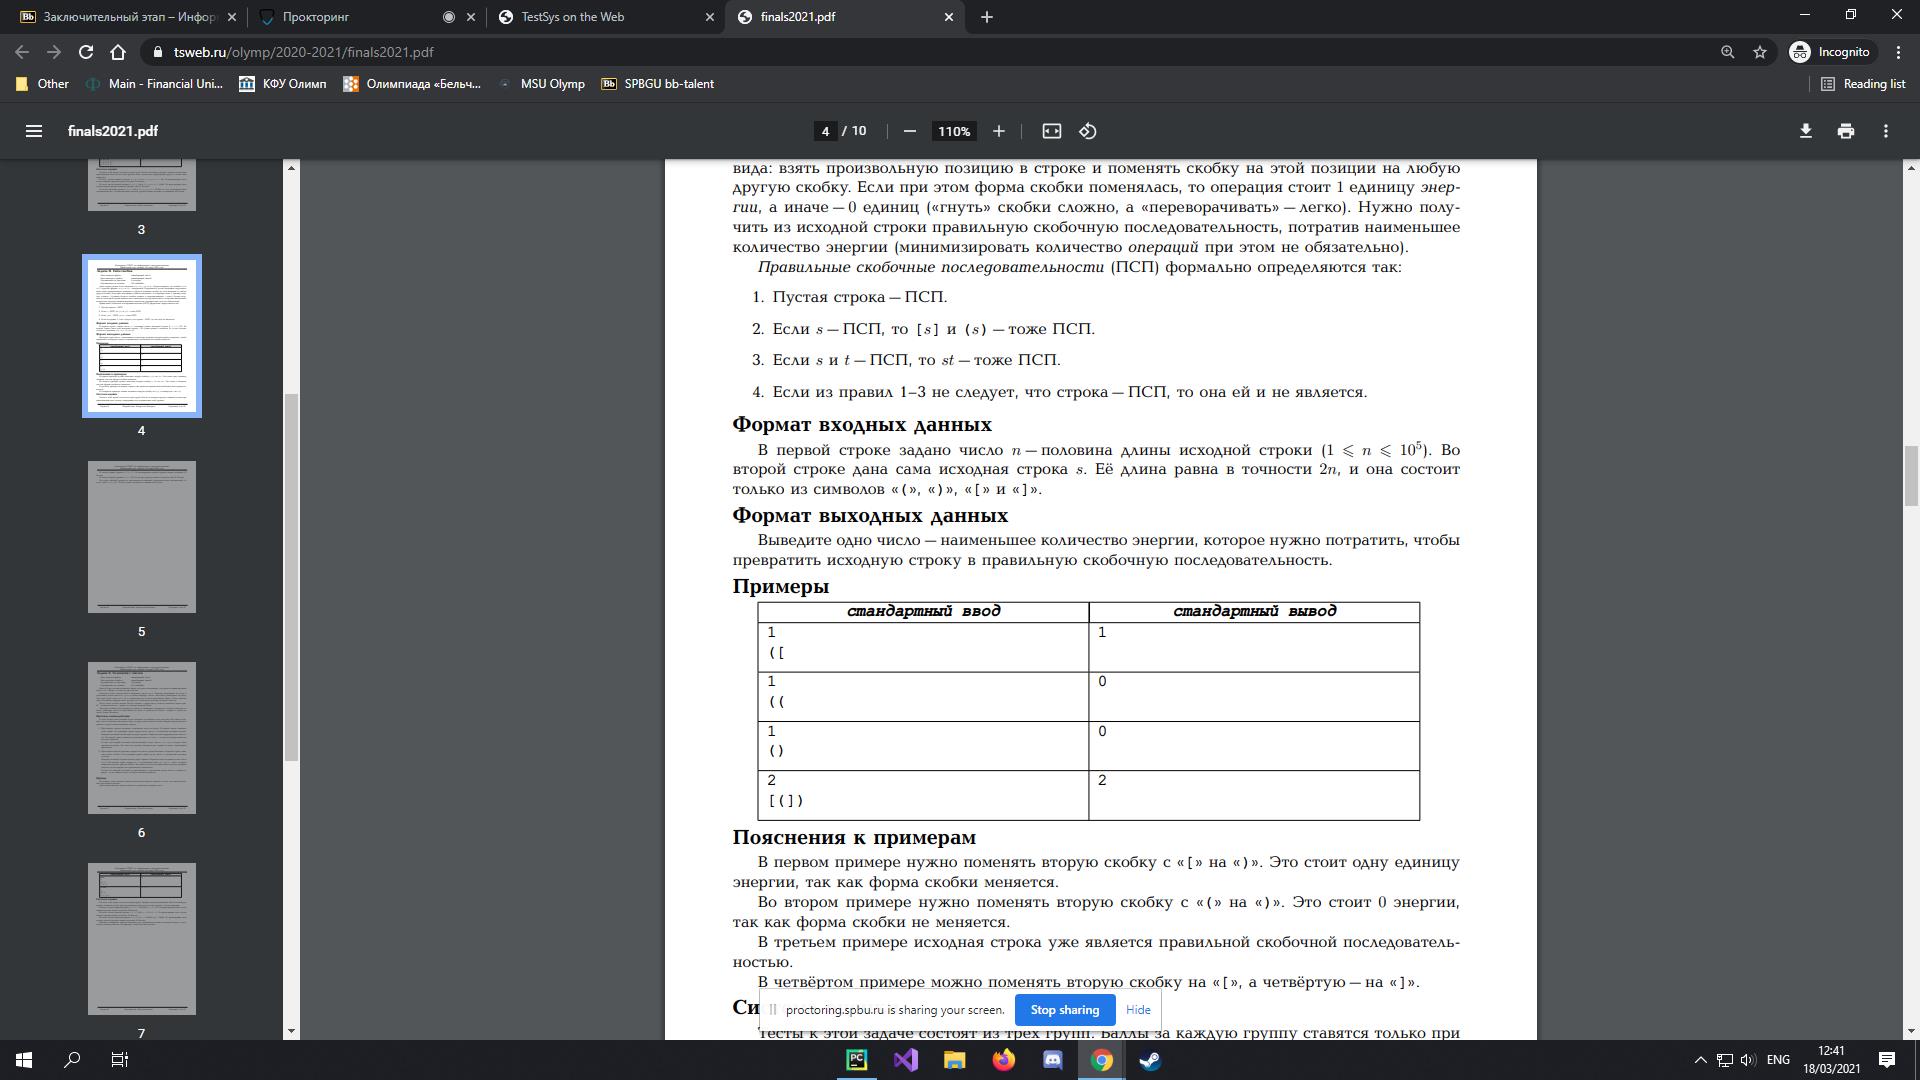 Заключительный этап – Инфор
Прокторинг
TestSys on the Web
finals2021.pdf
tsweb.ru/olymp/2020-2021/finals2021.pdf
Incognito
Other
Main - Financial Uni...
КФУ Олимп
Олимпиада «Бельч...
MSU Olymp
SPBGU bb-talent
Reading list
finals2021.pdf
4 / 10
110%
3
4
5
6
7
вида: взять произвольную позицию в строке и поменять скобку на этой позиции на любую
другую скобку. Если при этом форма скобки поменялась, то операция стоит 1 единицу энер-
гии, а иначе — 0 единиц («гнуть» скобки сложно, а «переворачивать» — легко). Нужно полу-
чить из исходной строки правильную скобочную последовательность, потратив наименьшее
количество энергии (минимизировать количество операций при этом не обязательно).
Правильные скобочные последовательности (ПСП) формально определяются так:
1. Пустая строка — ПСП.
2. Если s — ПСП, то [s] и (s) — тоже ПСП.
3. Если s и t — ПСП, то st — тоже ПСП.
4. Если из правил 1–3 не следует, что строка — ПСП, то она ей и не является.
Формат входных данных
В первой строке задано число n — половина длины исходной строки (1 ⩽ n ⩽ 10⁵). Во
второй строке дана сама исходная строка s. Её длина равна в точности 2n, и она состоит
только из символов «(», «)», «[» и «]».
Формат выходных данных
Выведите одно число — наименьшее количество энергии, которое нужно потратить, чтобы
превратить исходную строку в правильную скобочную последовательность.
Примеры
стандартный ввод
стандартный вывод
1
([
1
1
((
0
1
()
0
2
[(])
2
Пояснения к примерам
В первом примере нужно поменять вторую скобку с «[» на «)». Это стоит одну единицу
энергии, так как форма скобки меняется.
Во втором примере нужно поменять вторую скобку с «(» на «)». Это стоит 0 энергии,
так как форма скобки не меняется.
В третьем примере исходная строка уже является правильной скобочной последователь-
ностью.
В четвёртом примере можно поменять вторую скобку на «[», а четвёртую — на «]».
Си
proctoring.spbu.ru is sharing your screen.
Stop sharing
Hide
Тесты к этой задаче состоят из трёх групп. Баллы за каждую группу ставятся только при
ENG
12:41
18/03/2021